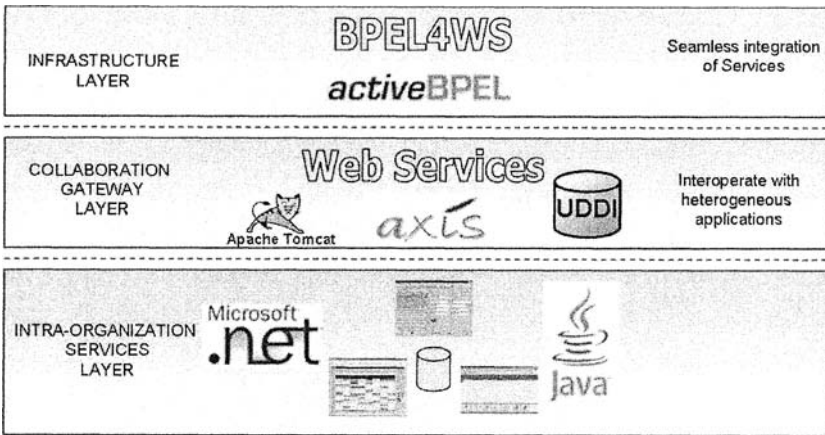 BPEL4WS
INFRASTRUCTURE
LAYER
activeBPEL
Seamless integration
of Services
Web Services
COLLABORATION
GATEWAY
LAYER
Apache Tomcat
axis
UDDI
Interoperate with
heterogeneous
applications
INTRA-ORGANIZATION
SERVICES
LAYER
Microsoft
.net
Java